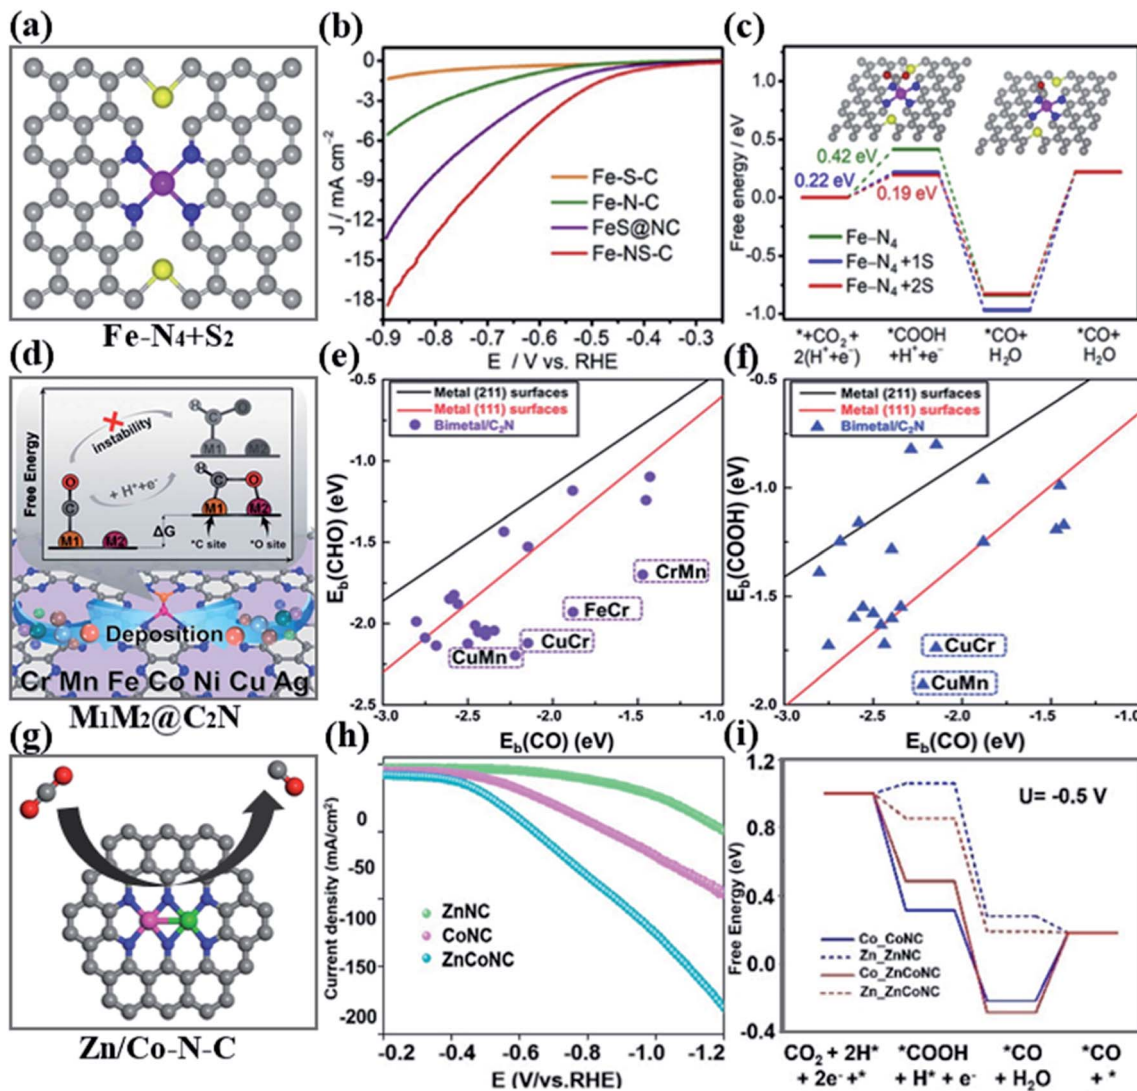 (a)
Fe-N₄+S₂
(b)
J / mA cm⁻²
0
-3
-6
-9
-12
-15
-18
Fe-S-C
Fe-N-C
FeS@NC
Fe-NS-C
-0.9 -0.8 -0.7 -0.6 -0.5 -0.4 -0.3
E / V vs. RHE
(c)
Free energy / eV
1.0
0.5
0.0
-0.5
-1.0
0.42 eV
0.22 eV
0.19 eV
Fe-N₄
Fe-N₄+1S
Fe-N₄+2S
*+CO₂+ *COOH *CO+ *CO+
2(H⁺+e⁻) +H⁺+e⁻ H₂O H₂O
(d)
Free Energy
instability
+ H⁺+e⁻
H
O
C
M1 M2
O
C
M1 M2
H
O
C
M1 M2
ΔG
*C site *O site
Deposition
Cr Mn Fe Co Ni Cu Ag
M₁M₂@C₂N
(e)
E_b(CHO) (eV)
-0.5
-1.0
-1.5
-2.0
-2.5
Metal (211) surfaces
Metal (111) surfaces
Bimetal/C₂N
CrMn
FeCr
CuCr
CuMn
-3.0 -2.5 -2.0 -1.5 -1.0
E_b(CO) (eV)
(f)
E_b(COOH) (eV)
-0.5
-1.0
-1.5
-2.0
Metal (211) surfaces
Metal (111) surfaces
Bimetal/C₂N
CuCr
CuMn
-3.0 -2.5 -2.0 -1.5 -1.0
E_b(CO) (eV)
(g)
Zn/Co-N-C
(h)
Current density (mA/cm²)
0
-50
-100
-150
-200
ZnNC
CoNC
ZnCoNC
-0.2 -0.4 -0.6 -0.8 -1.0 -1.2
E (V/vs.RHE)
(i)
Free Energy (eV)
1.2
0.8
0.4
0.0
-0.4
U= -0.5 V
Co_CoNC
Zn_ZnNC
Co_ZnCoNC
Zn_ZnCoNC
CO₂ + 2H* *COOH *CO *CO
+ 2e⁻ +* + H* + e⁻ + H₂O + *